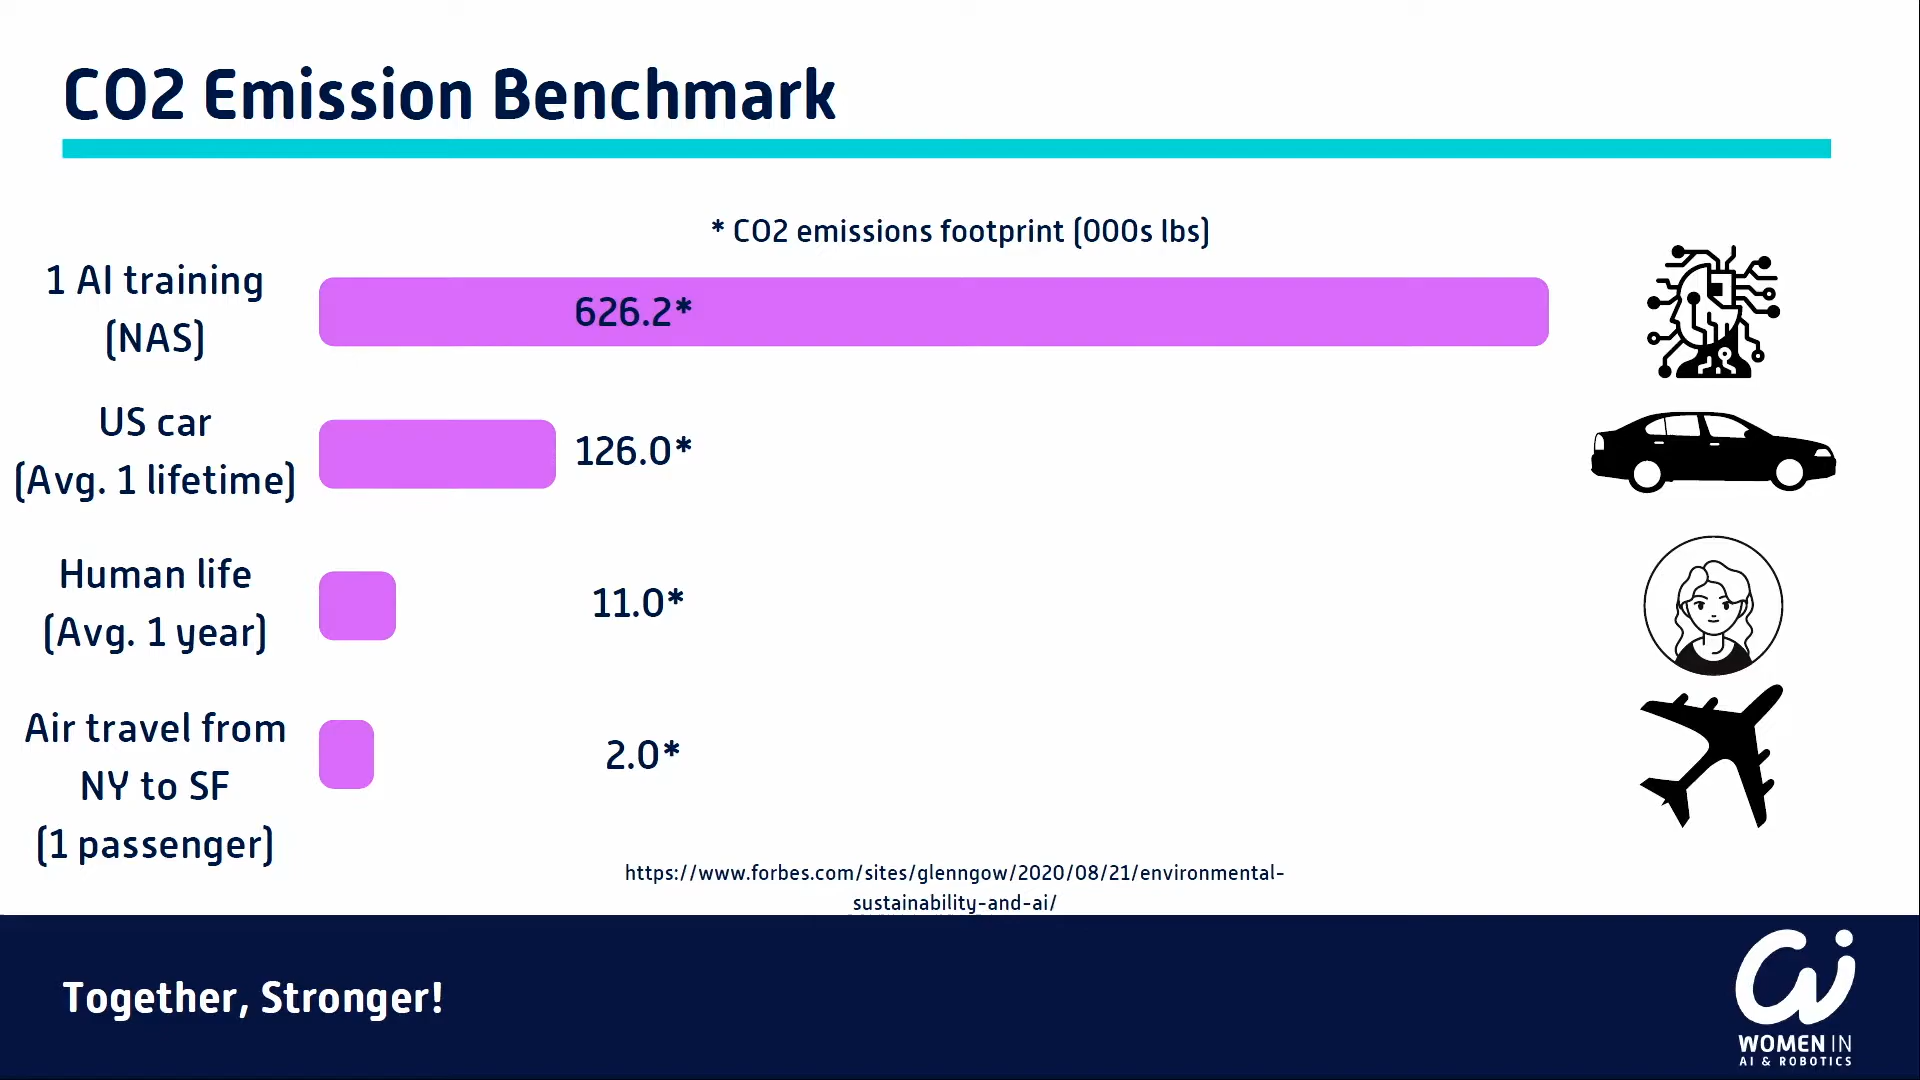 CO2 Emission Benchmark
* CO2 emissions footprint (000s lbs)
1 AI training
(NAS)
626.2*
US car
(Avg. 1 lifetime)
126.0*
Human life
(Avg. 1 year)
11.0*
Air travel from
NY to SF
(1 passenger)
2.0*
https://www.forbes.com/sites/glenngow/2020/08/21/environmental-
sustainability-and-ai/
Together, Stronger!
WOMEN IN
AI & ROBOTICS